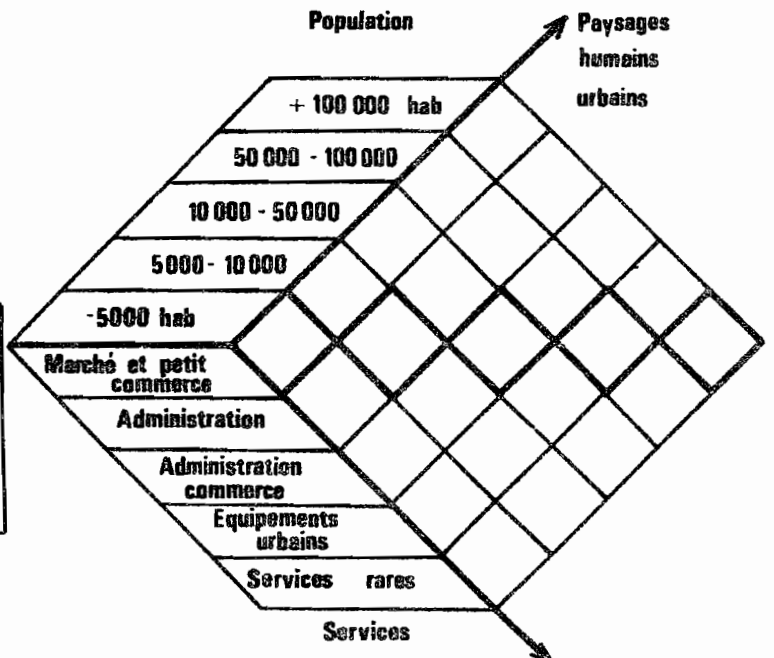 Population
Paysages
humains
urbains
+ 100 000 hab
50 000 - 100 000
10 000 - 50 000
5000 - 10 000
-5000 hab
Marché et petit
commerce
Administration
Administration
commerce
Equipements
urbains
Services rares
Services